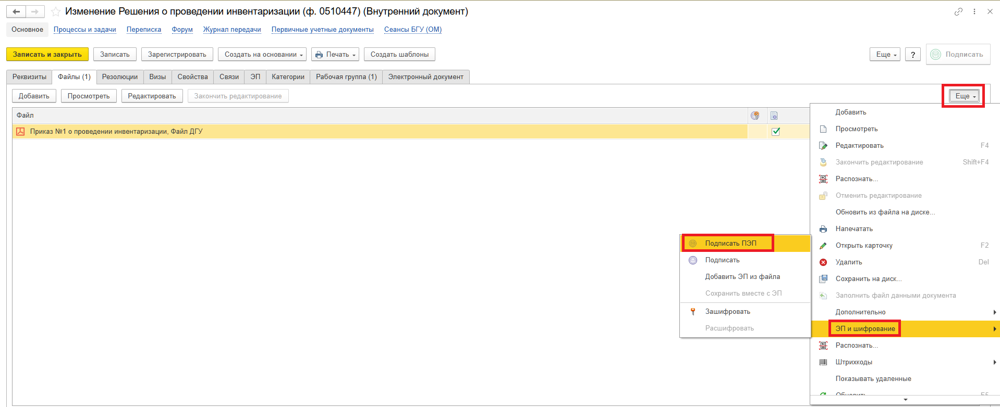 Изменение Решения о проведении инвентаризации (ф. 0510447) (Внутренний документ)
Основное Процессы и задачи Переписка Форум Журнал передачи Первичные учетные документы Сеансы БГУ (ОМ)
Записать и закрыть Записать Зарегистрировать Создать на основании Печать Создать шаблоны Еще ? Подписать
Реквизиты Файлы (1) Резолюции Визы Свойства Связи ЭП Категории Рабочая группа (1) Электронный документ
Добавить Просмотреть Редактировать Закончить редактирование Еще
Файл
Приказ №1 о проведении инвентаризации, Файл ДГУ
Добавить
Просмотреть
Редактировать F4
Закончить редактирование Shift+F4
Распознать...
Отменить редактирование
Обновить из файла на диске...
Напечатать
Открыть карточку F2
Удалить Del
Сохранить на диск...
Заполнить файл данными документа
Дополнительно
ЭП и шифрование
Распознать...
Штрихкоды
Показывать удаленные
Обновить F5
Подписать ПЭП
Подписать
Добавить ЭП из файла
Сохранить вместе с ЭП
Зашифровать
Расшифровать